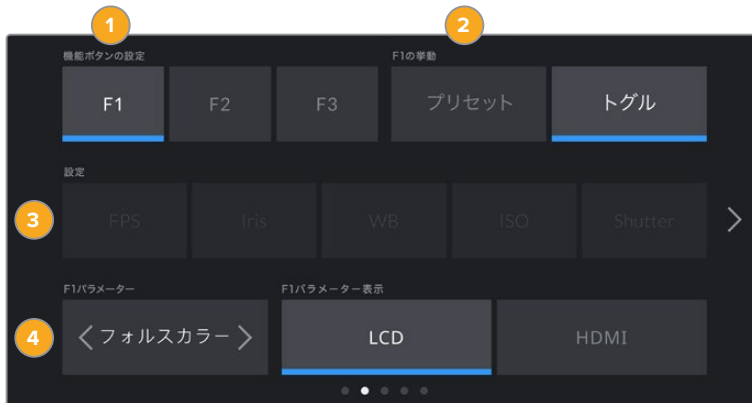 1
2
機能ボタンの設定
F1の挙動
F1
F2
F3
プリセット
トグル
設定
3
FPS
Iris
WB
ISO
Shutter
F1パラメーター
F1パラメーター表示
4
フォルスカラー
LCD
HDMI